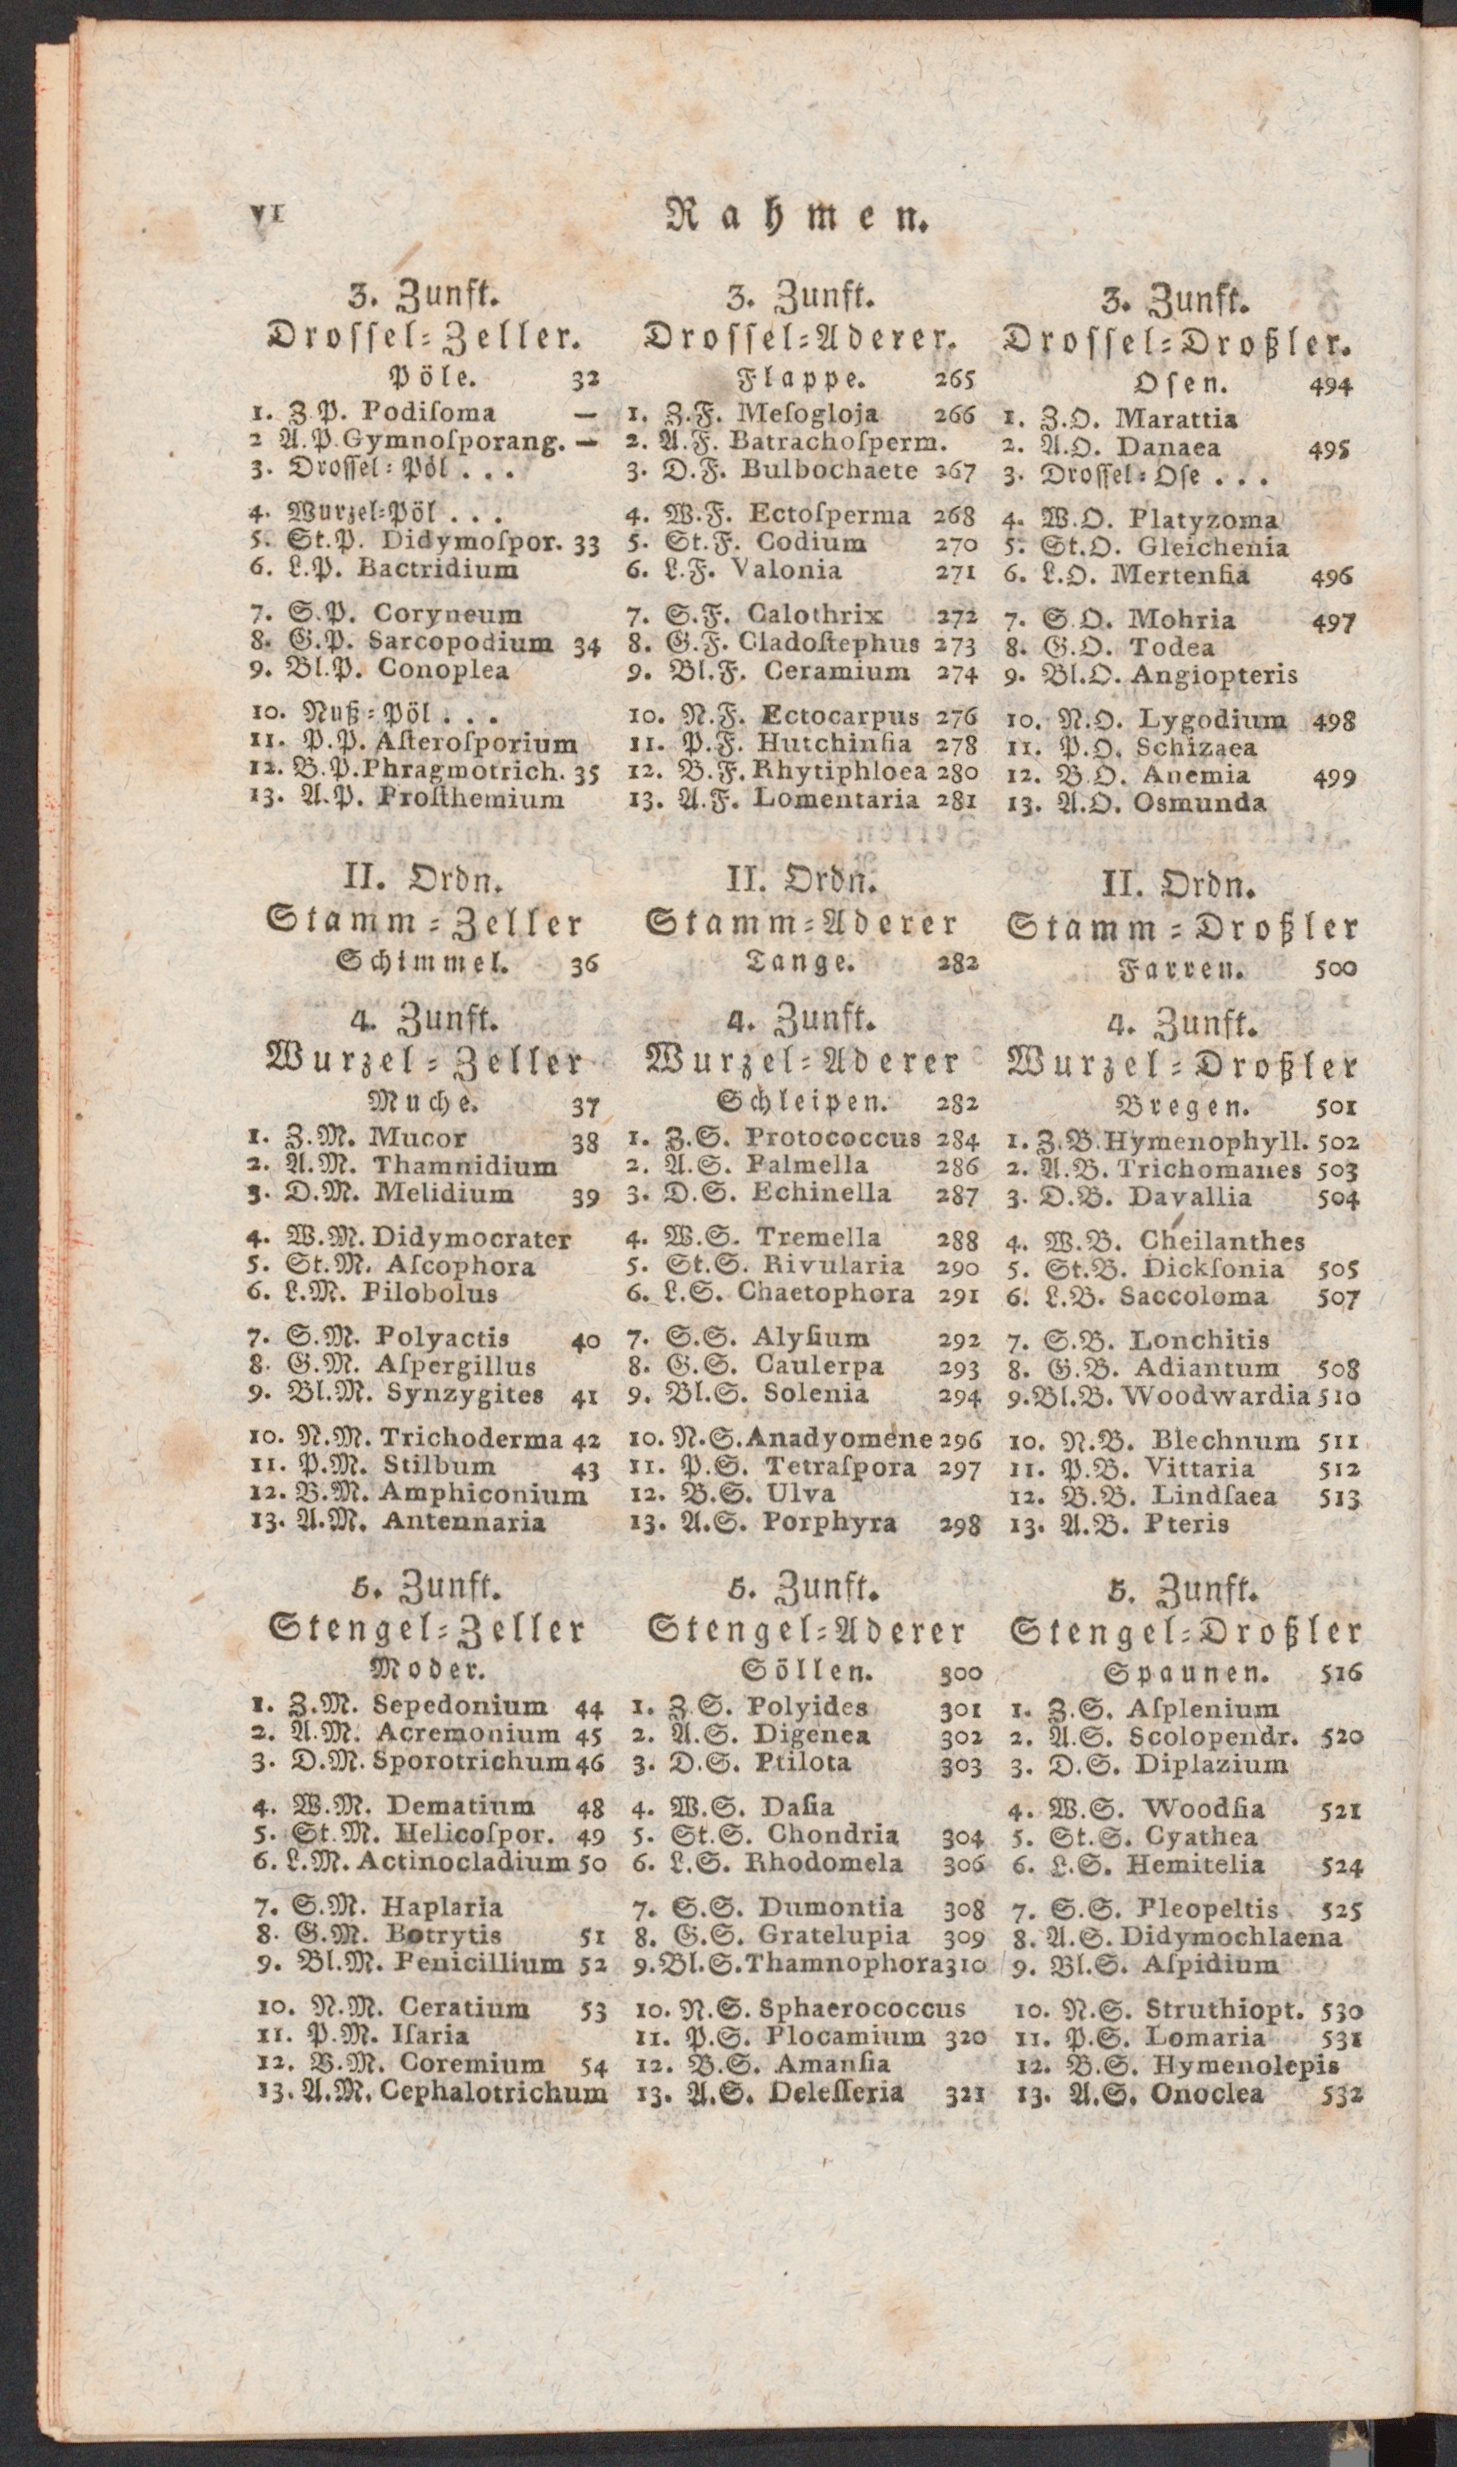 VI
Rahmen.
3. Zunft.
Drossel-Zeller.
Pöle. 32
1. Z.P. Podiſoma —
2 A.P. Gymnoſporang. —
3. Drossel-Pöl . . .
4. Wurzel-Pöl . . .
5. St.P. Didymoſpor. 33
6. L.P. Bactridium
7. S.P. Coryneum
8. G.P. Sarcopodium 34
9. Bl.P. Conoplea
10. Nuß-Pöl . . .
11. P.P. Aſteroſporium
12. B.P. Phragmotrich. 35
13. A.P. Proſthemium
II. Ordn.
Stamm-Zeller
Schimmel. 36
4. Zunft.
Wurzel-Zeller
Muche. 37
1. Z.M. Mucor 38
2. A.M. Thamnidium
3. D.M. Melidium 39
4. W.M. Didymocrater
5. St.M. Aſcophora
6. L.M. Pilobolus
7. S.M. Polyactis 40
8. G.M. Aſpergillus
9. Bl.M. Synzygites 41
10. N.M. Trichoderma 42
11. P.M. Stilbum 43
12. B.M. Amphiconium
13. A.M. Antennaria
5. Zunft.
Stengel-Zeller
Moder.
1. Z.M. Sepedonium 44
2. A.M. Acremonium 45
3. D.M. Sporotrichum 46
4. W.M. Dematium 48
5. St.M. Helicoſpor. 49
6. L.M. Actinocladium 50
7. S.M. Haplaria
8. G.M. Botrytis 51
9. Bl.M. Penicillium 52
10. N.M. Ceratium 53
11. P.M. Iſaria
12. B.M. Coremium 54
13. A.M. Cephalotrichum
3. Zunft.
Drossel-Aderer.
Flappe. 265
1. Z.F. Meſogloja 266
2. A.F. Batrachoſperm.
3. D.F. Bulbochaete 267
4. W.F. Ectoſperma 268
5. St.F. Codium 270
6. L.F. Valonia 271
7. S.F. Calothrix 272
8. G.F. Cladoſtephus 273
9. Bl.F. Ceramium 274
10. N.F. Ectocarpus 276
11. P.F. Hutchinſia 278
12. B.F. Rhytiphloea 280
13. A.F. Lomentaria 281
II. Ordn.
Stamm-Aderer
Tange. 282
4. Zunft.
Wurzel-Aderer
Schleipen. 282
1. Z.S. Protococcus 284
2. A.S. Palmella 286
3. D.S. Echinella 287
4. W.S. Tremella 288
5. St.S. Rivularia 290
6. L.S. Chaetophora 291
7. S.S. Alyſium 292
8. G.S. Caulerpa 293
9. Bl.S. Solenia 294
10. N.S. Anadyomene 296
11. P.S. Tetraſpora 297
12. B.S. Ulva
13. A.S. Porphyra 298
5. Zunft.
Stengel-Aderer
Söllen. 300
1. Z.S. Polyides 301
2. A.S. Digenea 302
3. D.S. Ptilota 303
4. W.S. Daſia
5. St.S. Chondria 304
6. L.S. Rhodomela 306
7. S.S. Dumontia 308
8. G.S. Gratelupia 309
9. Bl.S. Thamnophora 310
10. N.S. Sphaerococcus
11. P.S. Plocamium 320
12. B.S. Amanſia
13. A.S. Deleſſeria 321
3. Zunft.
Drossel-Droßler.
Osen. 494
1. Z.O. Marattia
2. A.O. Danaea 495
3. Drossel-Ose . . .
4. W.O. Platyzoma
5. St.O. Gleichenia
6. L.O. Mertenſia 496
7. S.O. Mohria 497
8. G.O. Todea
9. Bl.O. Angiopteris
10. N.O. Lygodium 498
11. P.O. Schizaea
12. B.O. Anemia 499
13. A.O. Osmunda
II. Ordn.
Stamm-Droßler
Farren. 500
4. Zunft.
Wurzel-Droßler
Bregen. 501
1. Z.B. Hymenophyll. 502
2. A.B. Trichomanes 503
3. D.B. Davallia 504
4. W.B. Cheilanthes
5. St.B. Dickſonia 505
6. L.B. Saccoloma 507
7. S.B. Lonchitis
8. G.B. Adiantum 508
9. Bl.B. Woodwardia 510
10. N.B. Blechnum 511
11. P.B. Vittaria 512
12. B.B. Lindſaea 513
13. A.B. Pteris
5. Zunft.
Stengel-Droßler
Spaunen. 516
1. Z.S. Aſplenium
2. A.S. Scolopendr. 520
3. D.S. Diplazium
4. W.S. Woodſia 521
5. St.S. Cyathea
6. L.S. Hemitelia 524
7. S.S. Pleopeltis 525
8. A.S. Didymochlaena
9. Bl.S. Aſpidium
10. N.S. Struthiopt. 530
11. P.S. Lomaria 531
12. B.S. Hymenolepis
13. A.S. Onoclea 532